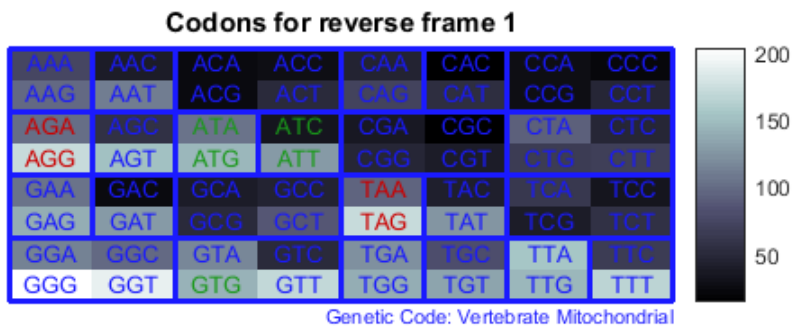 Codons for reverse frame 1
AAA AAC ACA ACC CAA CAC CCA CCC 200
AAG AAT ACG ACT CAG CAT CCG CCT
AGA AGC ATA ATC CGA CGC CTA CTC 150
AGG AGT ATG ATT CGG CGT CTG CTT
GAA GAC GCA GCC TAA TAC TCA TCC 100
GAG GAT GCG GCT TAG TAT TCG TCT
GGA GGC GTA GTC TGA TGC TTA TTC 50
GGG GGT GTG GTT TGG TGT TTG TTT
Genetic Code: Vertebrate Mitochondrial